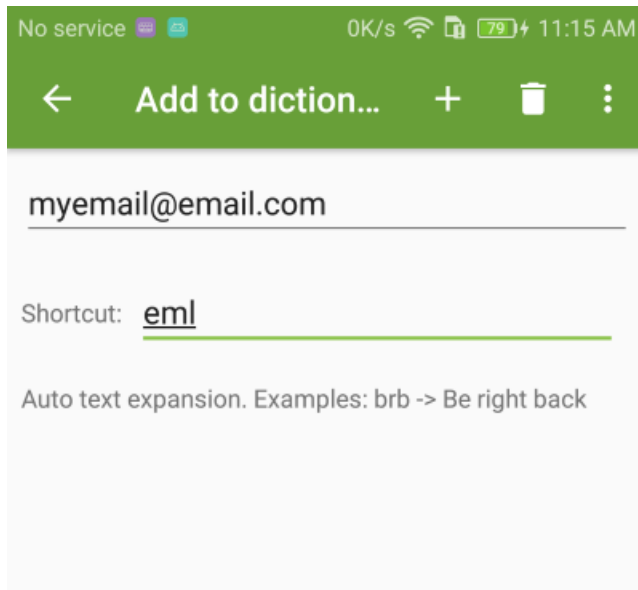 No service 0K/s 79 11:15 AM
Add to diction...
myemail@email.com
Shortcut: eml
Auto text expansion. Examples: brb -> Be right back